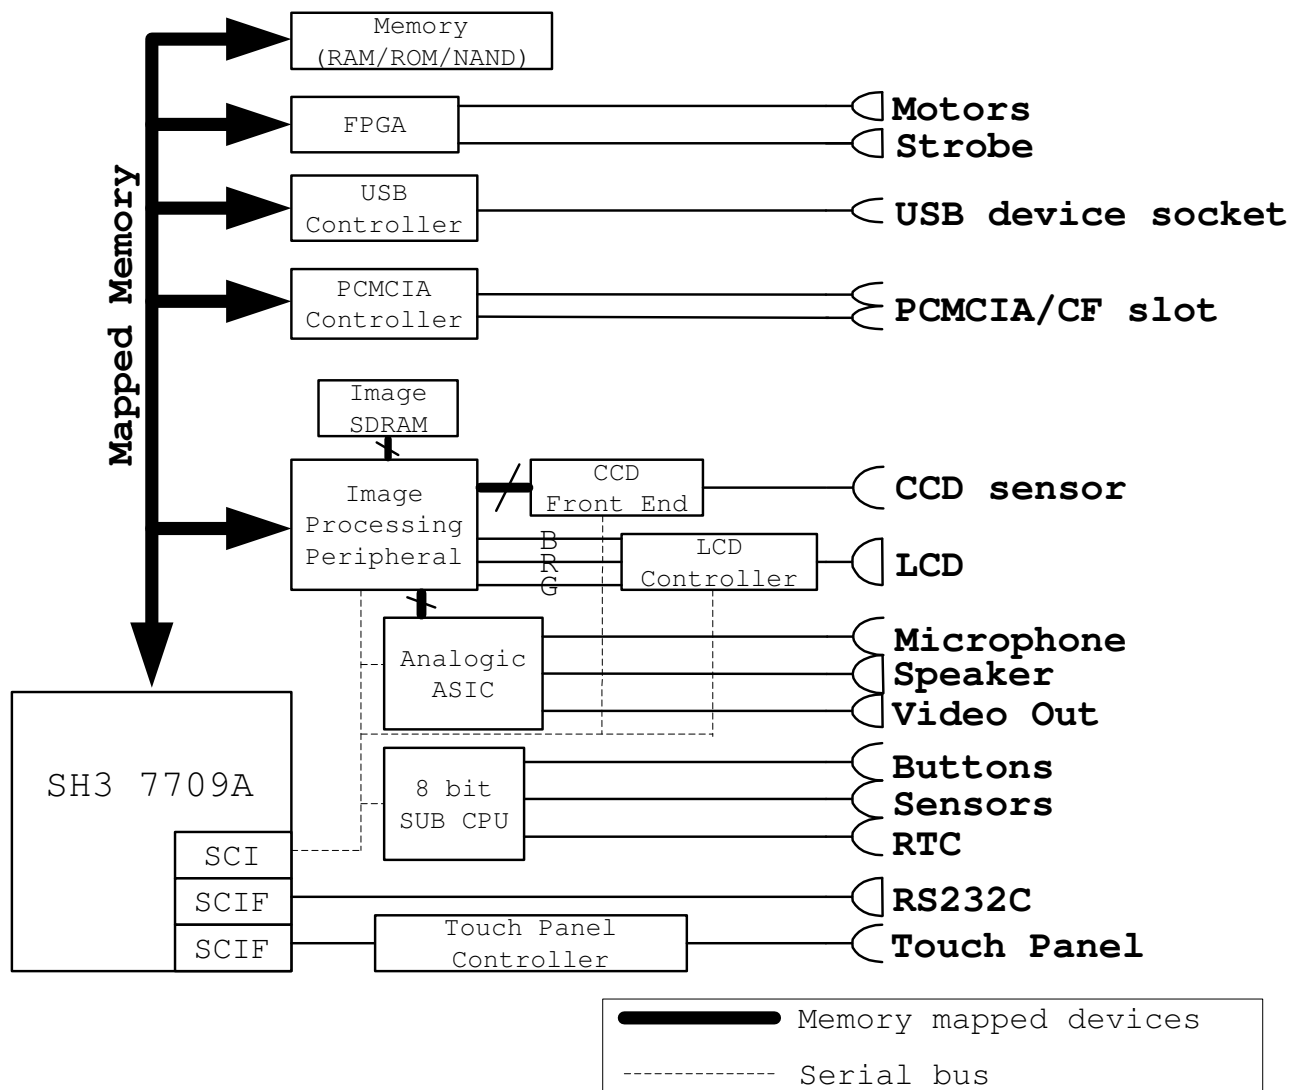 Memory
(RAM/ROM/NAND)
FPGA
Motors
Strobe
USB
Controller
USB device socket
PCMCIA
Controller
PCMCIA/CF slot
Mapped Memory
Image
SDRAM
Image
Processing
Peripheral
CCD
Front End
CCD sensor
B
R
G
LCD
Controller
LCD
Analogic
ASIC
Microphone
Speaker
Video Out
SH3 7709A
8 bit
SUB CPU
Buttons
Sensors
RTC
SCI
SCIF
RS232C
SCIF
Touch Panel
Controller
Touch Panel
Memory mapped devices
Serial bus